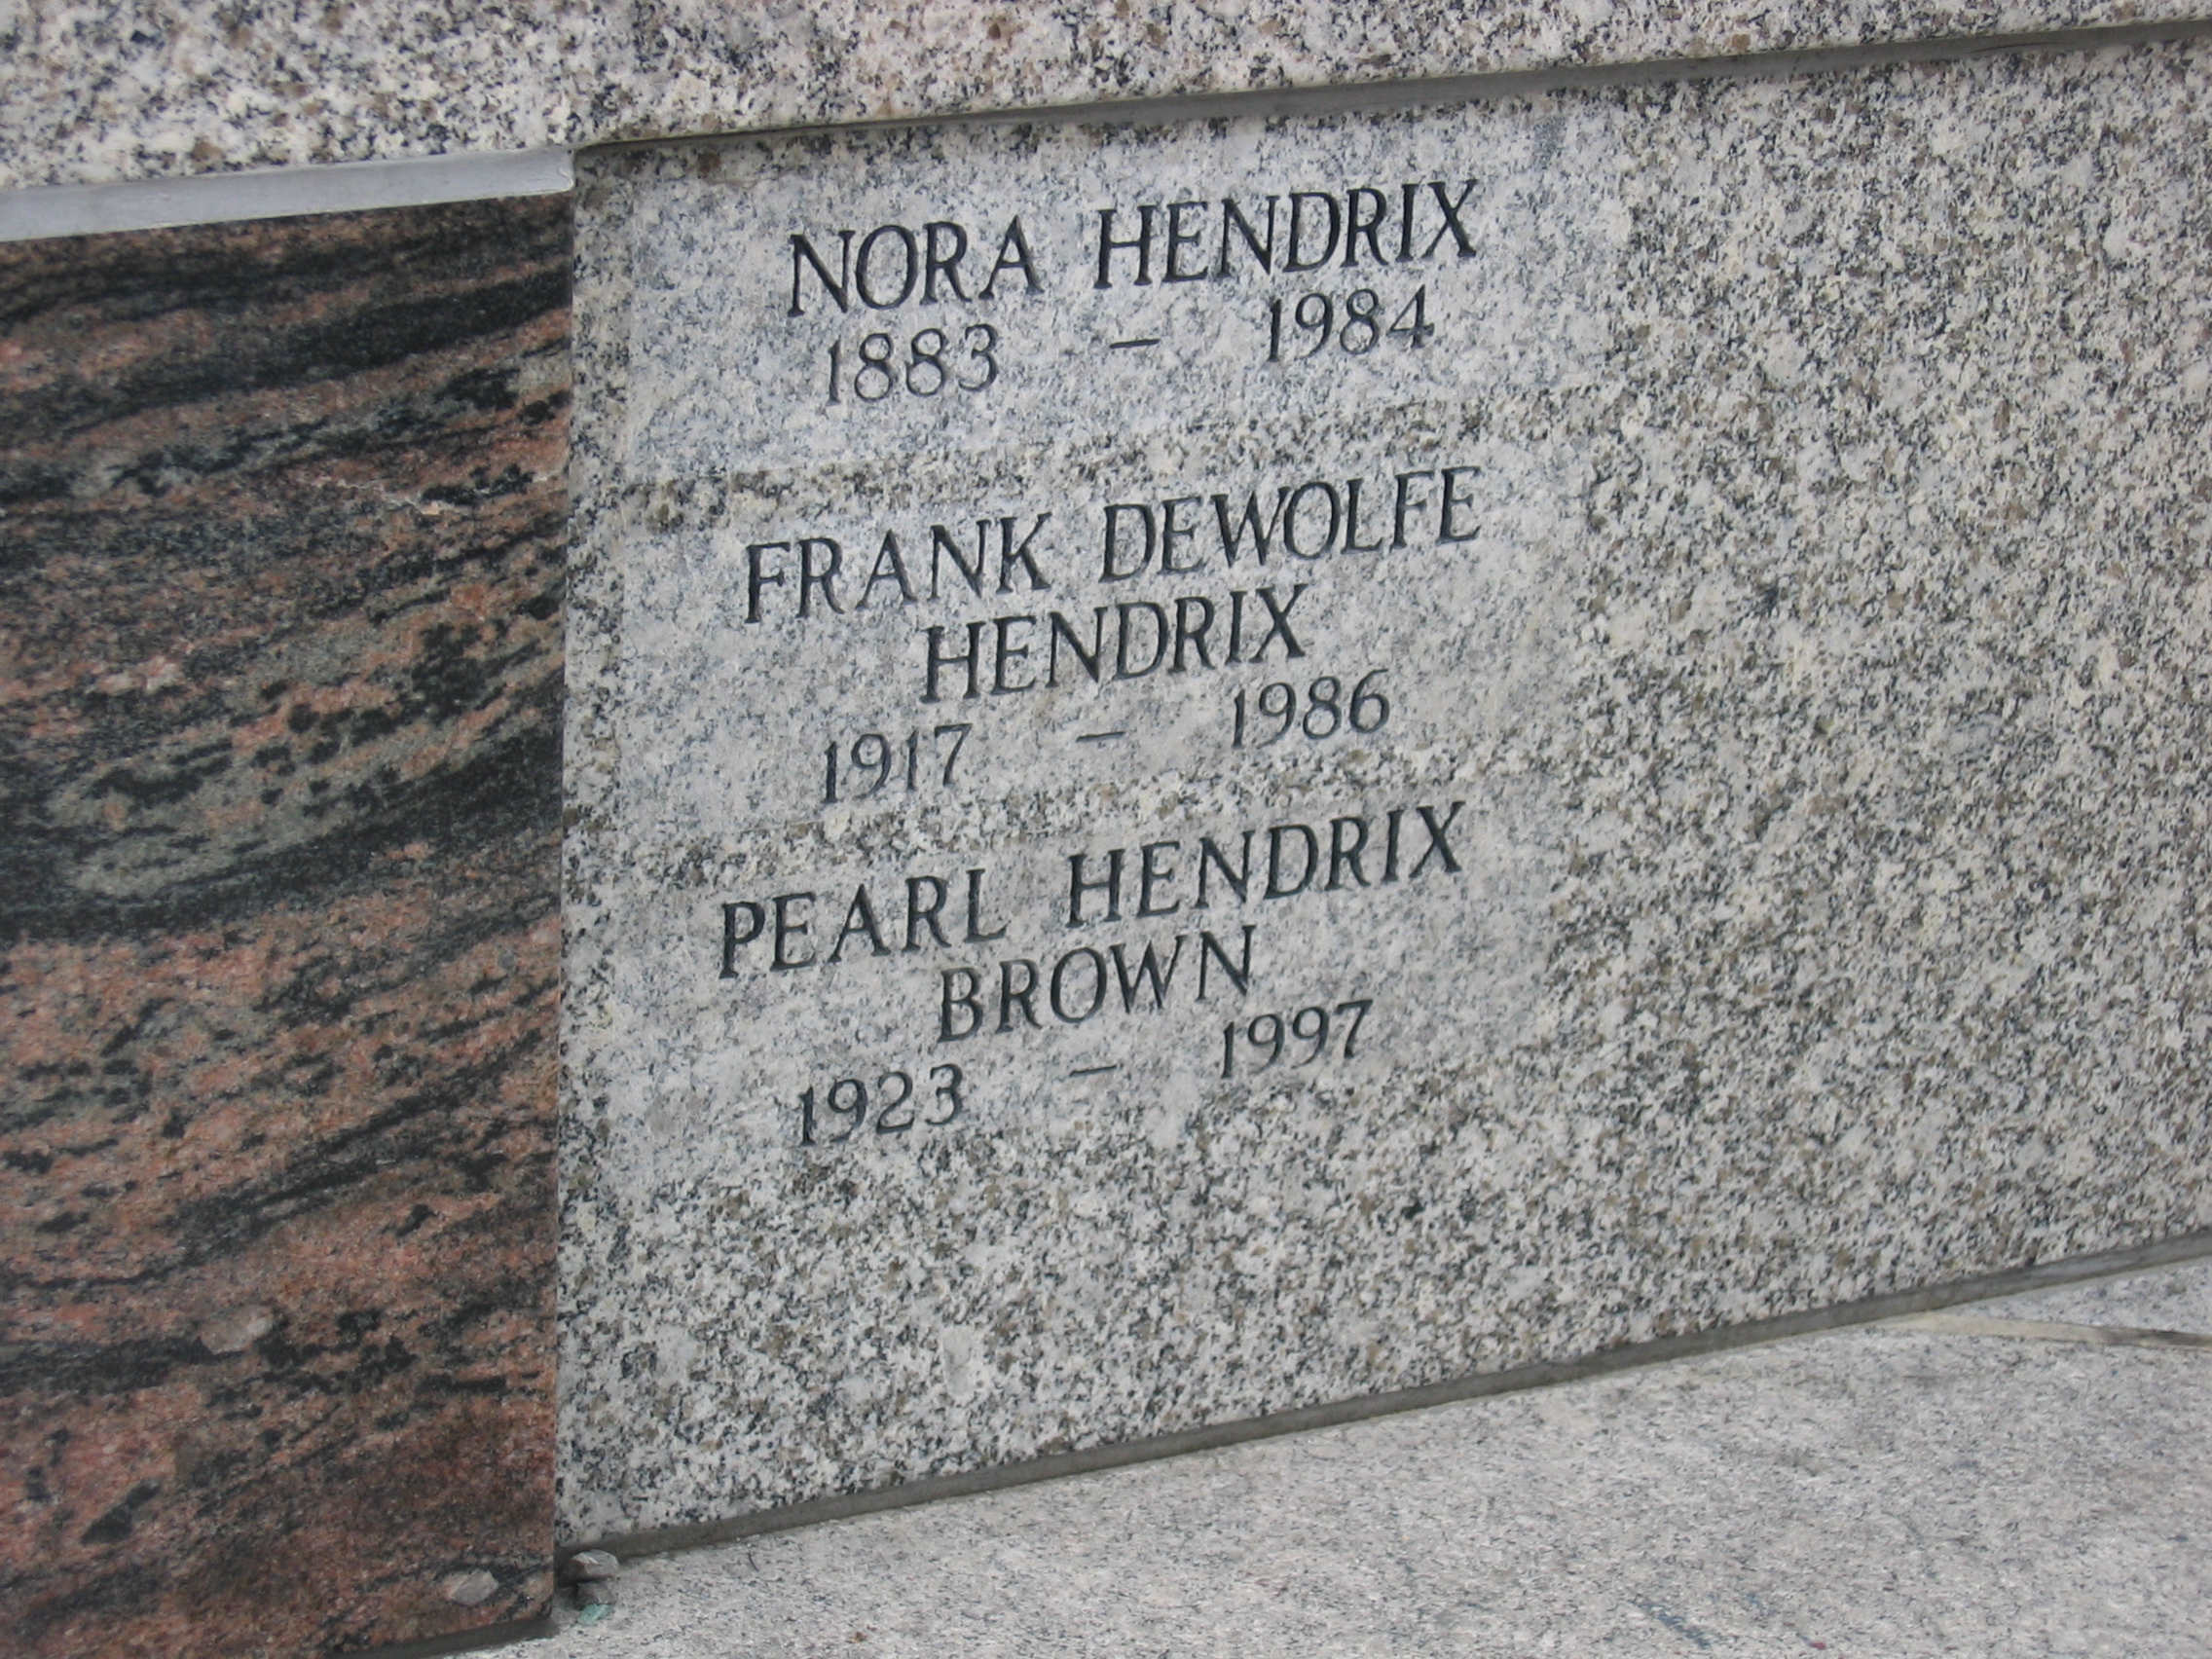 NORA HENDRIX
1883 – 1984
FRANK DEWOLFE
HENDRIX
1917 – 1986
PEARL HENDRIX
BROWN
1923 – 1997